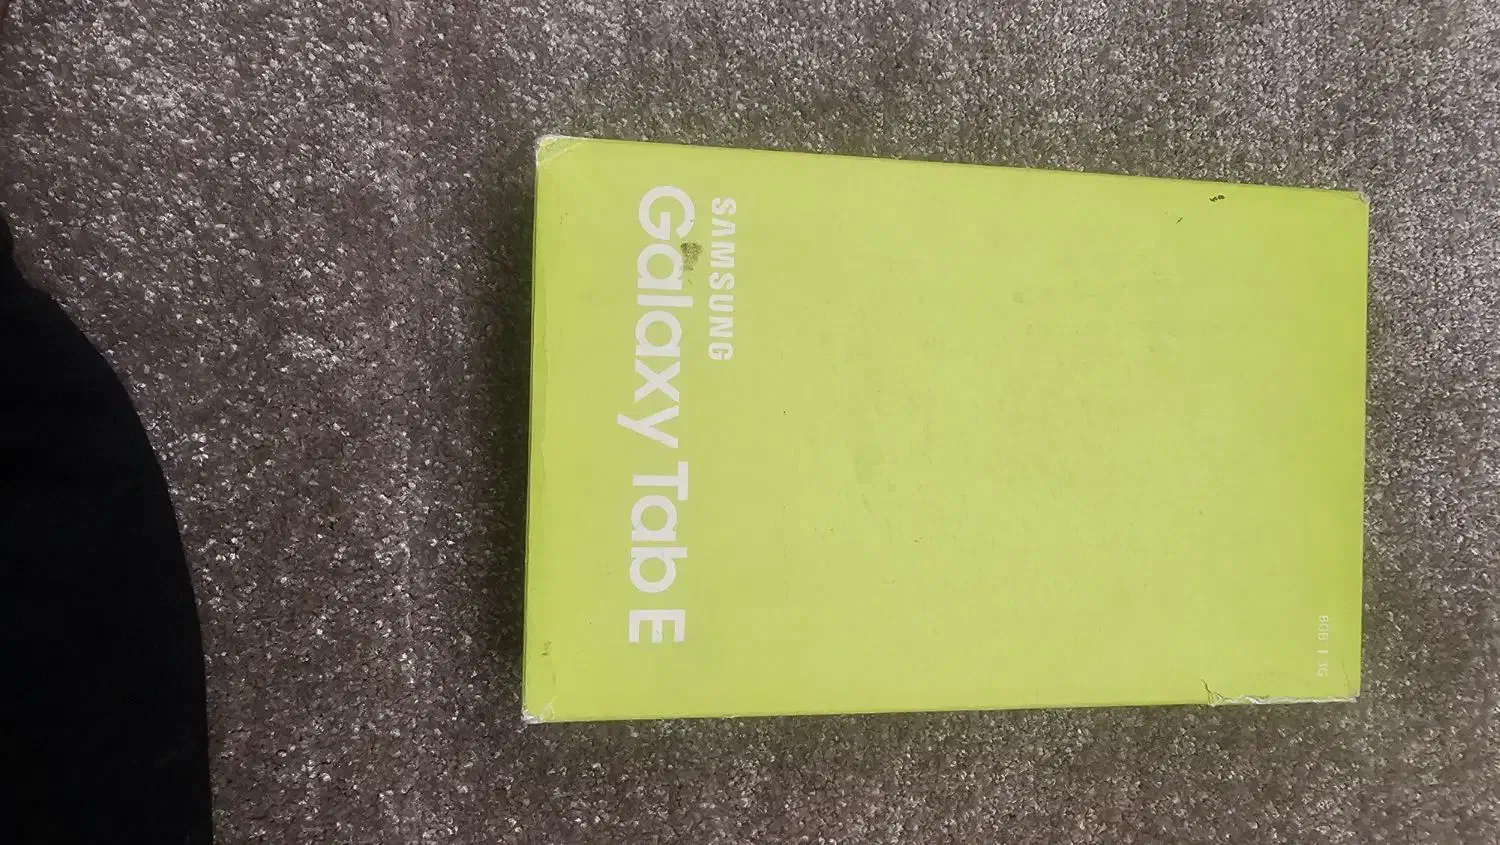 SAMSUNG
Galaxy Tab E
8GB | 3G